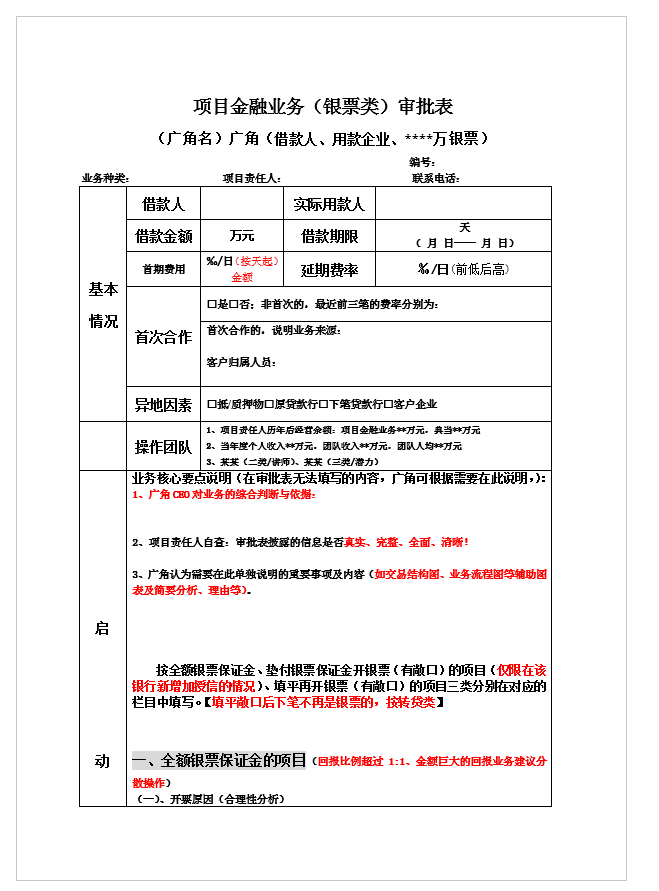 项目金融业务（银票类）审批表
（广角名）广角（借款人、用款企业、****万银票）
编号：
业务种类： 项目责任人： 联系电话：
基本
情况
借款人 实际用款人
借款金额 万元 借款期限 天
（ 月 日—— 月 日）
首期费用 ‰/日（按天起）
金额 延期费率 ‰/日（前低后高）
首次合作 □是□否；非首次的，最近前三笔的费率分别为：
首次合作的，说明业务来源：
客户归属人员：
异地因素 □抵/质押物□原贷款行□下笔贷款行□客户企业
操作团队 1、项目责任人历年后经营余额：项目金融业务**万元，典当**万元
2、当年度个人收入**万元，团队收入**万元，团队人均**万元
3、某某（二类/讲师）、某某（三类/潜力）
启
动
业务核心要点说明（在审批表无法填写的内容，广角可根据需要在此说明，）：
1、广角 CEO 对业务的综合判断与依据：
2、项目责任人自查：审批表披露的信息是否真实、完整、全面、清晰！
3、广角认为需要在此单独说明的重要事项及内容（如交易结构图、业务流程图等辅助图
表及简要分析、理由等）。
按全额银票保证金、垫付银票保证金开银票（有敞口）的项目（仅限在该
银行新增加授信的情况）、填平再开银票（有敞口）的项目三类分别在对应的
栏目中填写。【填平敞口后下笔不再是银票的，按转贷类】
一、全额银票保证金的项目（回报比例超过 1:1、金额巨大的回报业务建议分
散操作）
（一）、开票原因（合理性分析）